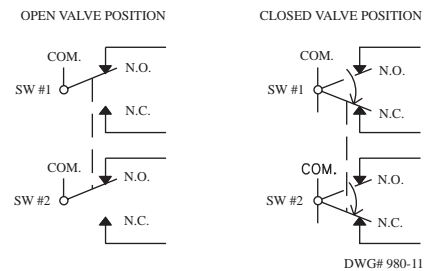 OPEN VALVE POSITION
CLOSED VALVE POSITION
COM.
N.O.
SW #1
N.C.
COM.
N.O.
SW #2
N.C.
COM.
N.O.
SW #1
N.C.
COM.
N.O.
SW #2
N.C.
DWG# 980-11